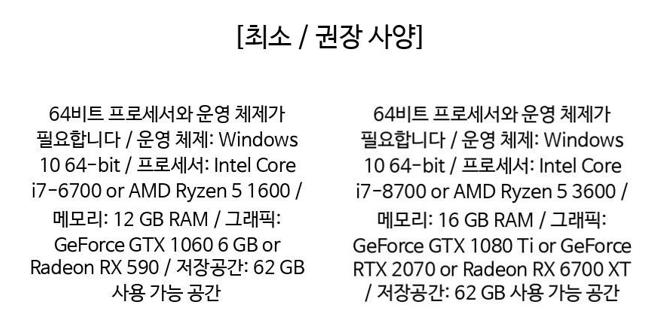 [최소 / 권장 사양]
64비트 프로세서와 운영 체제가
필요합니다 / 운영 체제: Windows
10 64-bit / 프로세서: Intel Core
i7-6700 or AMD Ryzen 5 1600 /
메모리: 12 GB RAM / 그래픽:
GeForce GTX 1060 6 GB or
Radeon RX 590 / 저장공간: 62 GB
사용 가능 공간
64비트 프로세서와 운영 체제가
필요합니다 / 운영 체제: Windows
10 64-bit / 프로세서: Intel Core
i7-8700 or AMD Ryzen 5 3600 /
메모리: 16 GB RAM / 그래픽:
GeForce GTX 1080 Ti or GeForce
RTX 2070 or Radeon RX 6700 XT
/ 저장공간: 62 GB 사용 가능 공간